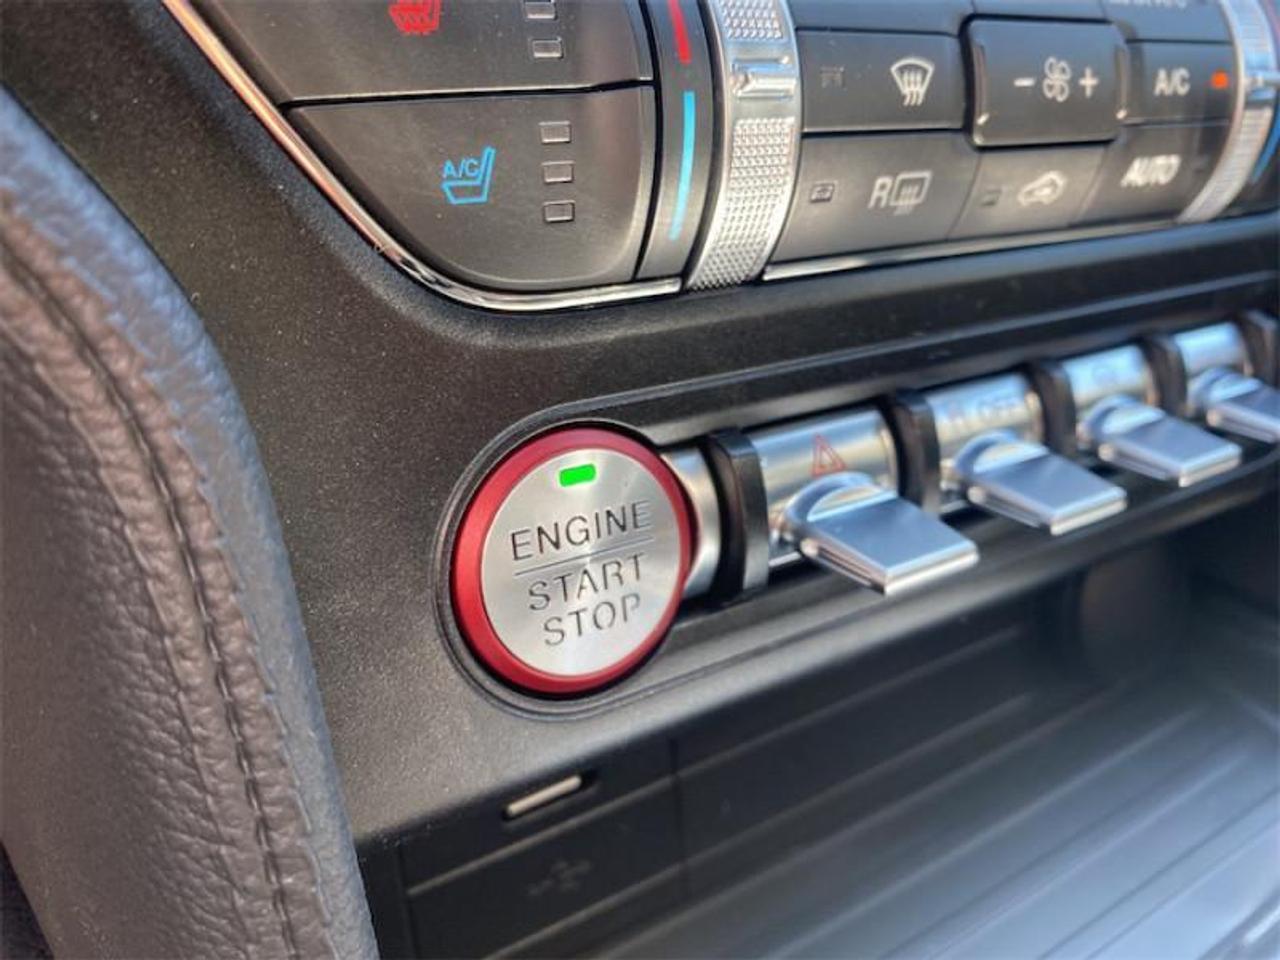 A/C
- +
A/C
R
AUTO
ENGINE
START
STOP